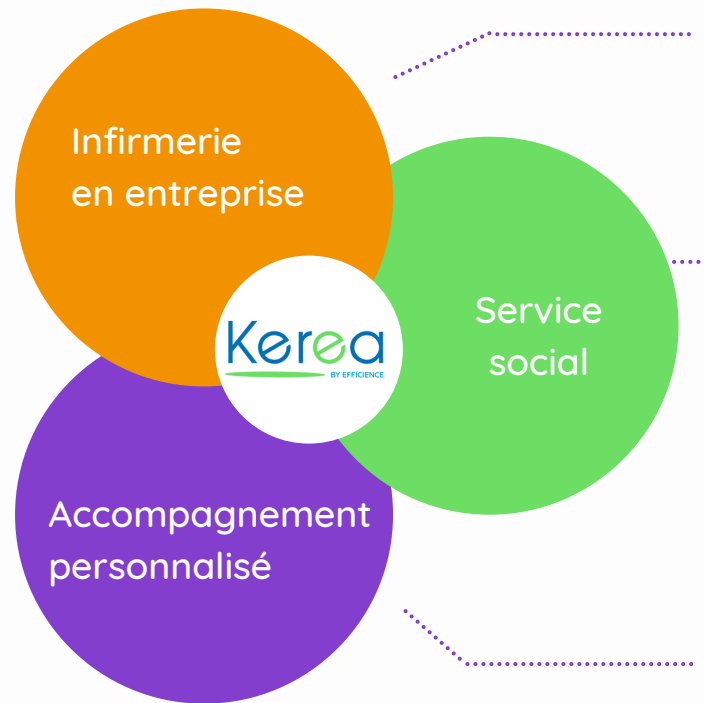 Infirmerie
en entreprise
Service
social
Kerea
BY EFFICIENCE
Accompagnement
personnalisé